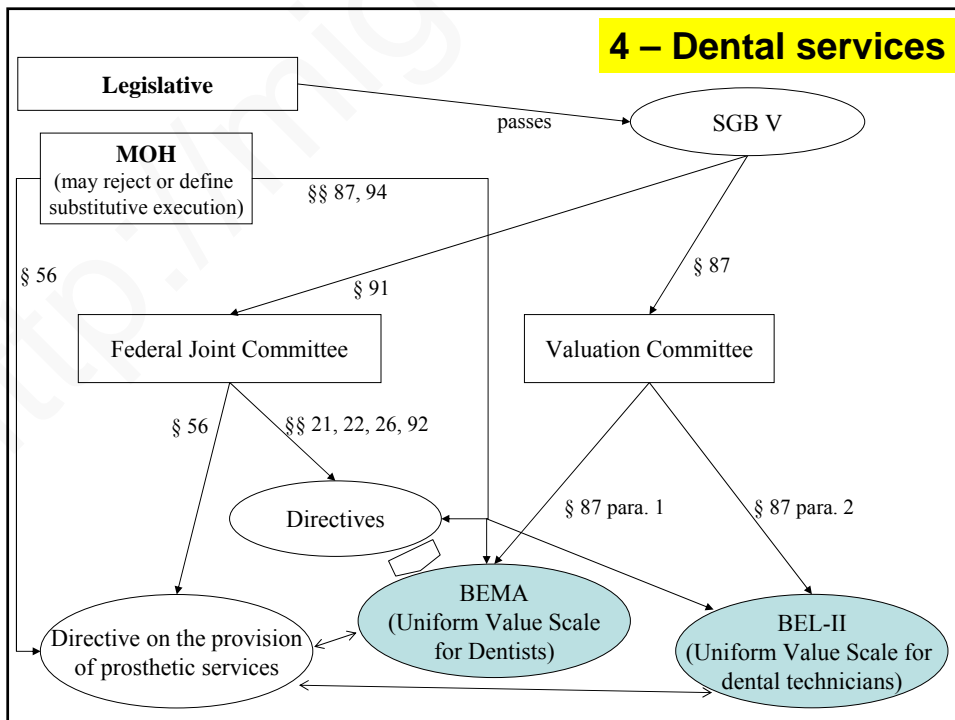 4 – Dental services
Legislative
passes
SGB V
MOH
(may reject or define
substitutive execution)
§§ 87, 94
§ 56
§ 91
§ 87
Federal Joint Committee
Valuation Committee
§ 56
§§ 21, 22, 26, 92
Directives
§ 87 para. 1
§ 87 para. 2
BEMA
(Uniform Value Scale
for Dentists)
BEL-II
(Uniform Value Scale for
dental technicians)
Directive on the provision
of prosthetic services
ttp://mig